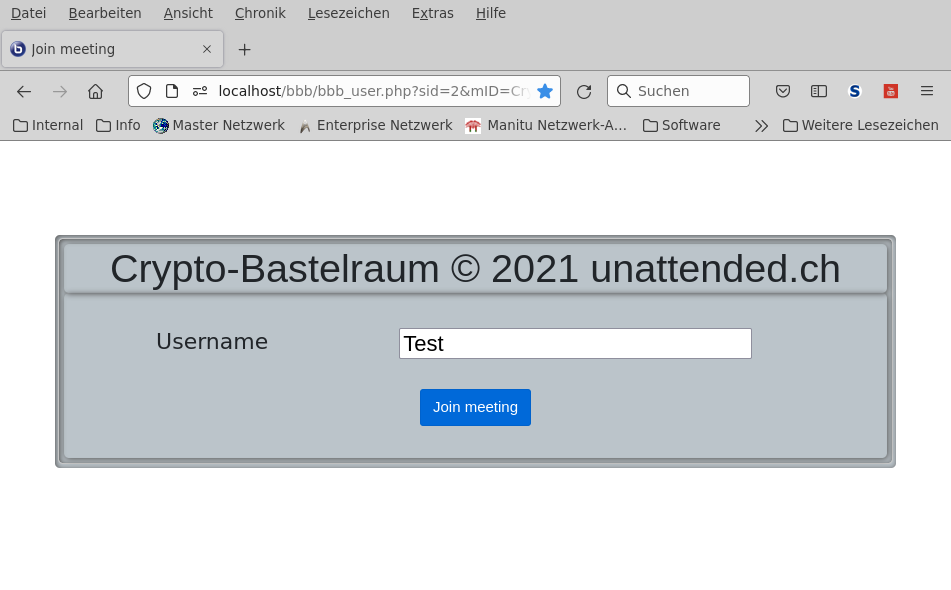 Datei Bearbeiten Ansicht Chronik Lesezeichen Extras Hilfe
Join meeting
localhost/bbb/bbb_user.php?sid=2&mID=Cr
Suchen
S
Internal Info Master Netzwerk Enterprise Netzwerk Manitu Netzwerk-A... Software Weitere Lesezeichen
Crypto-Bastelraum © 2021 unattended.ch
Username Test
Join meeting